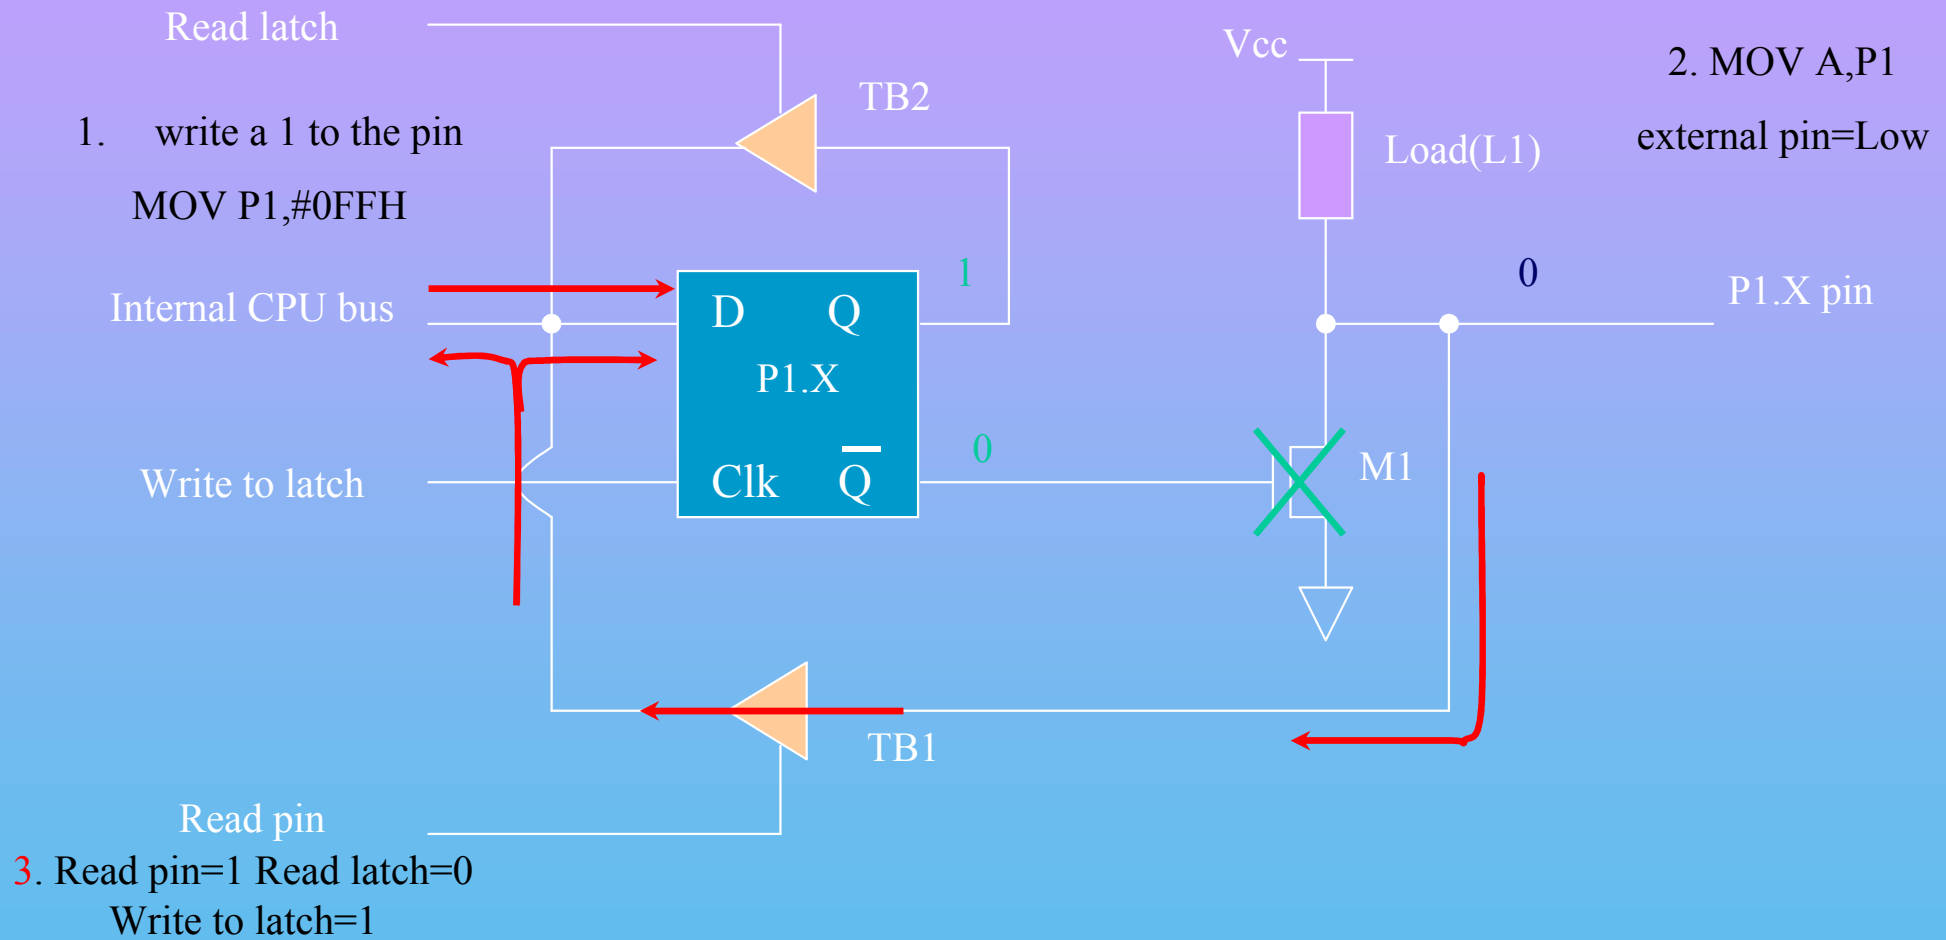 Read latch
Vcc
2. MOV A,P1
TB2
1. write a 1 to the pin
external pin=Low
Load(L1)
MOV P1,#0FFH
1
0
P1.X pin
Internal CPU bus
D Q
P1.X
0
M1
Write to latch
Clk Q̅
TB1
Read pin
3. Read pin=1 Read latch=0
Write to latch=1